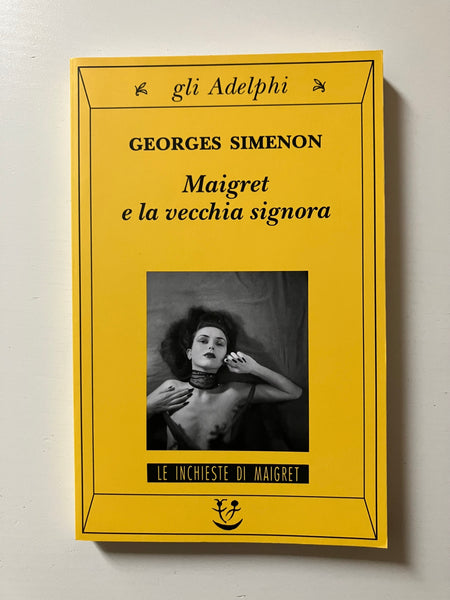 gli Adelphi
GEORGES SIMENON
Maigret
e la vecchia signora
LE INCHIESTE DI MAIGRET